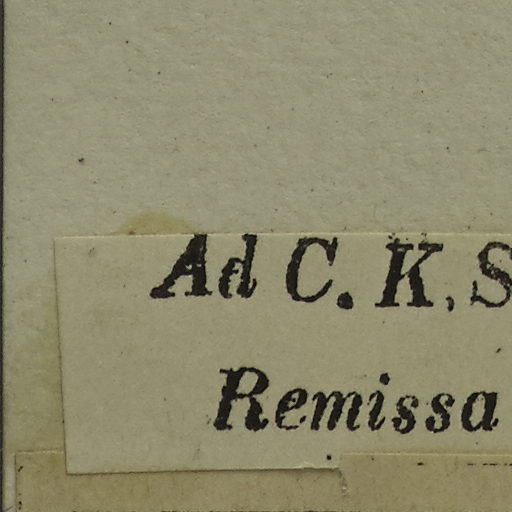 Ad C. K. S
Remissa